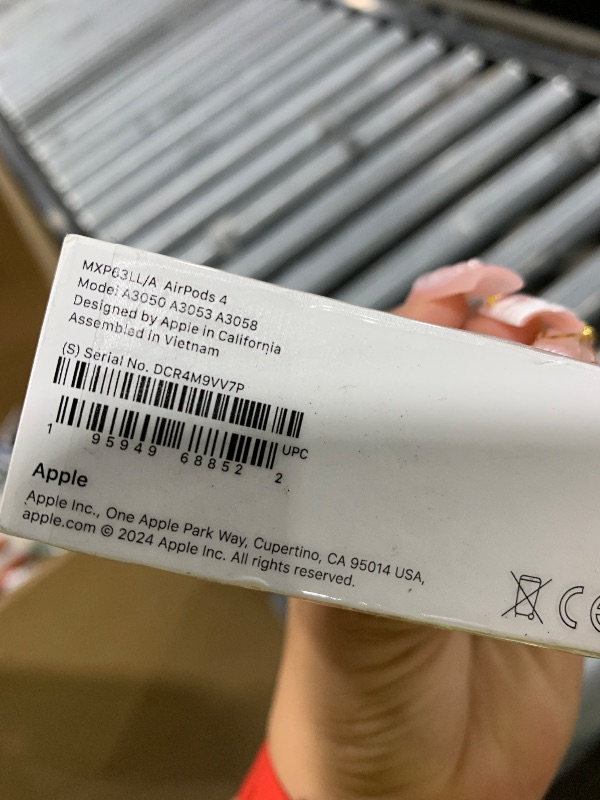 MXP63LL/A AirPods 4
Model A3050 A3053 A3058
Designed by Apple in California
Assembled in Vietnam
(S) Serial No. DCR4M9VV7P
UPC
1 95949 68852 2
Apple
Apple Inc., One Apple Park Way, Cupertino, CA 95014 USA,
apple.com © 2024 Apple Inc. All rights reserved.